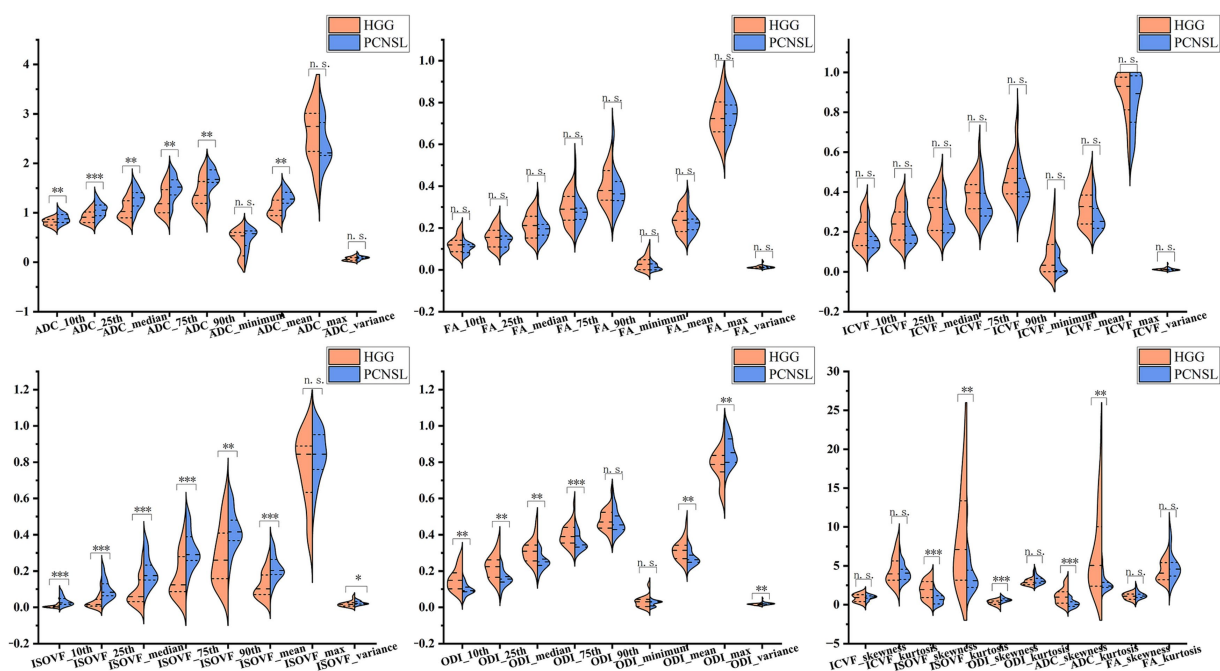 HGG
PCNSL
4
3
2
1
0
−1
**
***
**
**
**
n. s.
**
n. s.
n. s.
ADC_10th
ADC_25th
ADC_median
ADC_75th
ADC_90th
ADC_minimum
ADC_mean
ADC_max
ADC_variance
HGG
PCNSL
1.0
0.8
0.6
0.4
0.2
0.0
−0.2
n. s.
n. s.
n. s.
n. s.
n. s.
n. s.
n. s.
n. s.
n. s.
FA_10th
FA_25th
FA_median
FA_75th
FA_90th
FA_minimum
FA_mean
FA_max
FA_variance
HGG
PCNSL
1.0
0.8
0.6
0.4
0.2
0.0
−0.2
n. s.
n. s.
n. s.
n. s.
n. s.
n. s.
n. s.
n. s.
n. s.
ICVF_10th
ICVF_25th
ICVF_median
ICVF_75th
ICVF_90th
ICVF_minimum
ICVF_mean
ICVF_max
ICVF_variance
HGG
PCNSL
1.2
1.0
0.8
0.6
0.4
0.2
0.0
−0.2
***
***
***
***
**
***
n. s.
*
ISOVF_10th
ISOVF_25th
ISOVF_median
ISOVF_75th
ISOVF_90th
ISOVF_mean
ISOVF_max
ISOVF_variance
HGG
PCNSL
1.2
1.0
0.8
0.6
0.4
0.2
0.0
−0.2
**
**
**
***
n. s.
n. s.
**
**
**
ODI_10th
ODI_25th
ODI_median
ODI_75th
ODI_90th
ODI_minimum
ODI_mean
ODI_max
ODI_variance
HGG
PCNSL
30
25
20
15
10
5
0
−5
n. s.
n. s.
***
**
***
n. s.
***
**
n. s.
n. s.
ICVF_skewness
ICVF_kurtosis
ISOVF_skewness
ISOVF_kurtosis
ODI_skewness
ODI_kurtosis
ADC_skewness
ADC_kurtosis
FA_skewness
FA_kurtosis